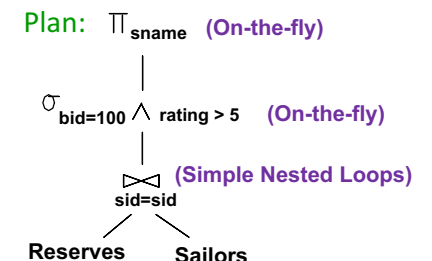 Plan: π sname (On-the-fly)
σ bid=100 ∧ rating > 5 (On-the-fly)
⋈ (Simple Nested Loops)
sid=sid
Reserves Sailors